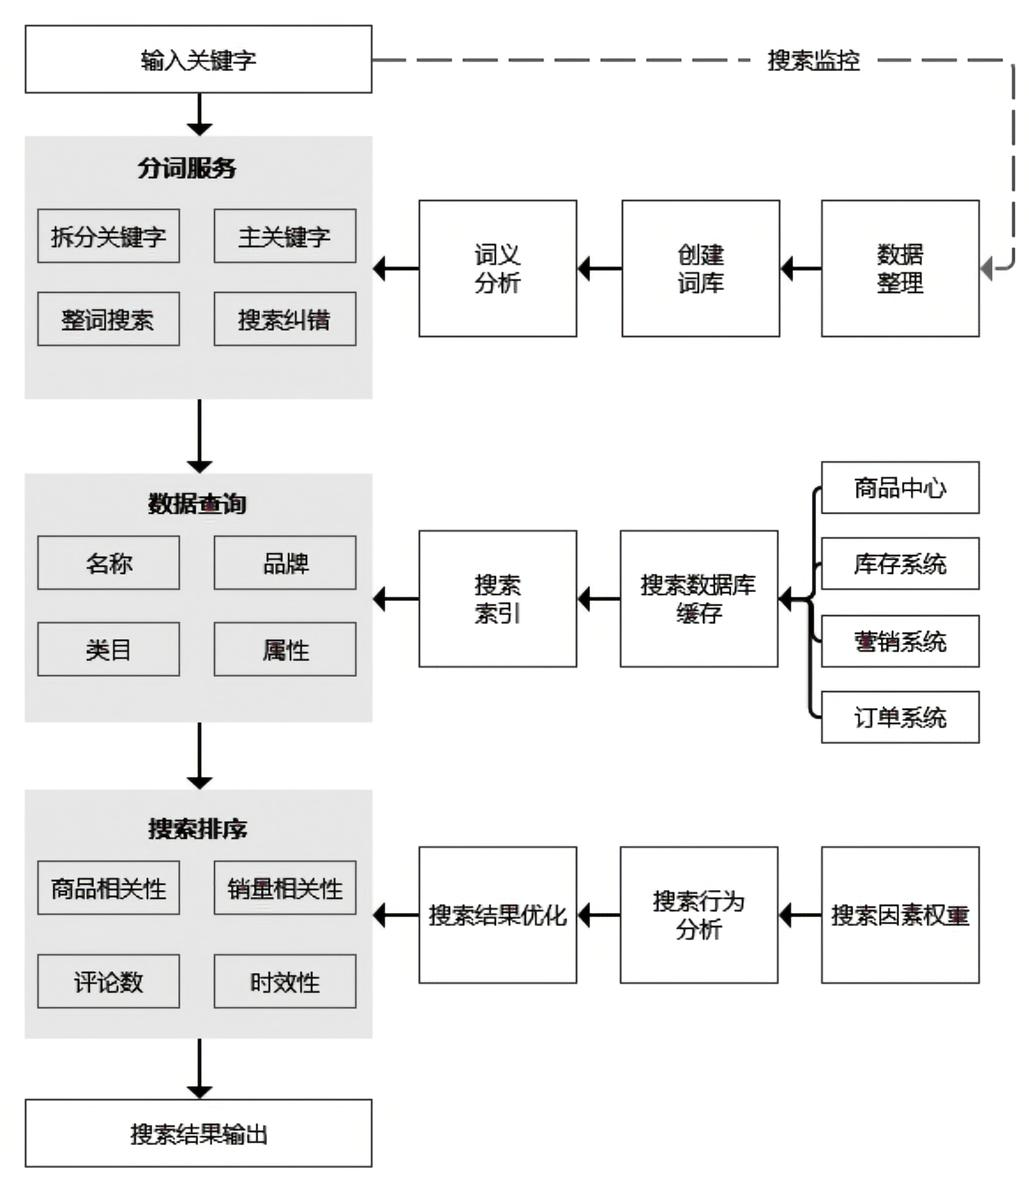 输入关键字
搜索监控
分词服务
拆分关键字
主关键字
整词搜索
搜索纠错
词义
分析
创建
词库
数据
整理
数据查询
名称
品牌
类目
属性
搜索
索引
搜索数据库
缓存
商品中心
库存系统
营销系统
订单系统
搜索排序
商品相关性
销量相关性
评论数
时效性
搜索结果优化
搜索行为
分析
搜索因素权重
搜索结果输出